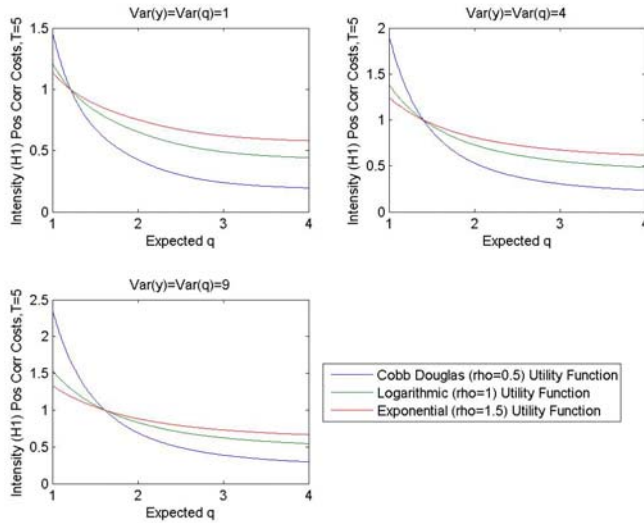 Var(y)=Var(q)=1
Intensity (H1) Pos Corr Costs,T=5
1.5
1
0.5
0
1
2
3
4
Expected q
Var(y)=Var(q)=4
Intensity (H1) Pos Corr Costs,T=5
2
1.5
1
0.5
0
1
2
3
4
Expected q
Var(y)=Var(q)=9
Intensity (H1) Pos Corr Costs,T=5
2.5
2
1.5
1
0.5
0
1
2
3
4
Expected q
Cobb Douglas (rho=0.5) Utility Function
Logarithmic (rho=1) Utility Function
Exponential (rho=1.5) Utility Function